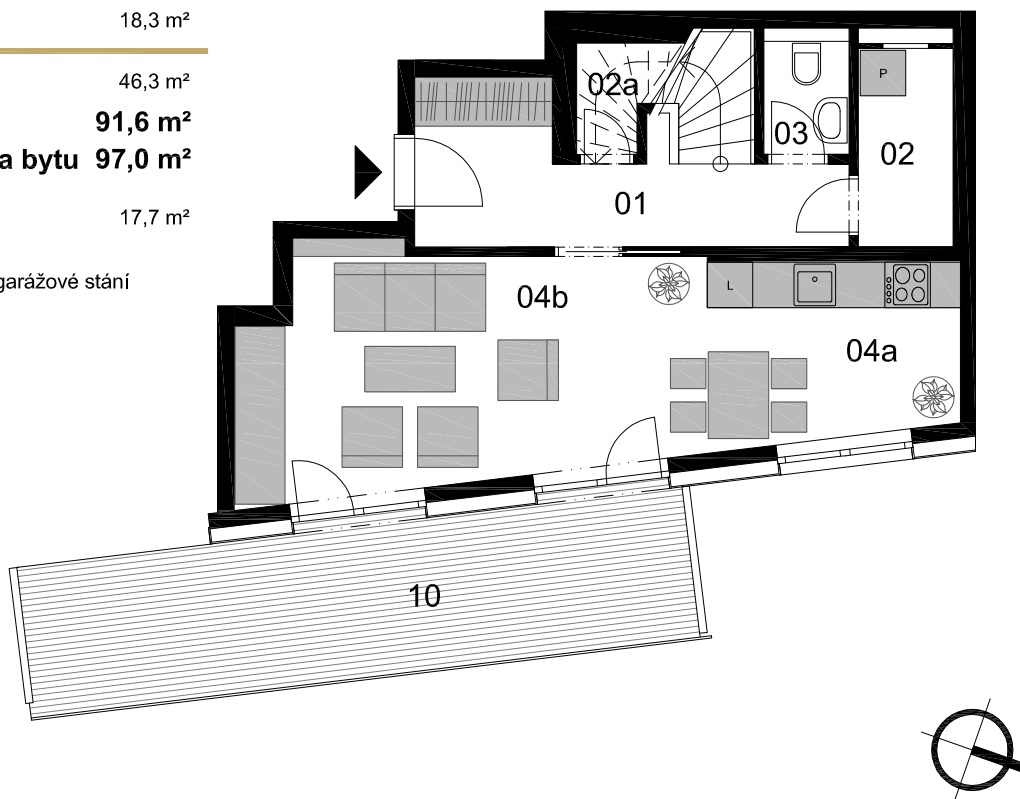 18,3 m²
46,3 m²
91,6 m²
a bytu 97,0 m²
17,7 m²
garážové stání
02a
P
03
02
01
04b
L
04a
10